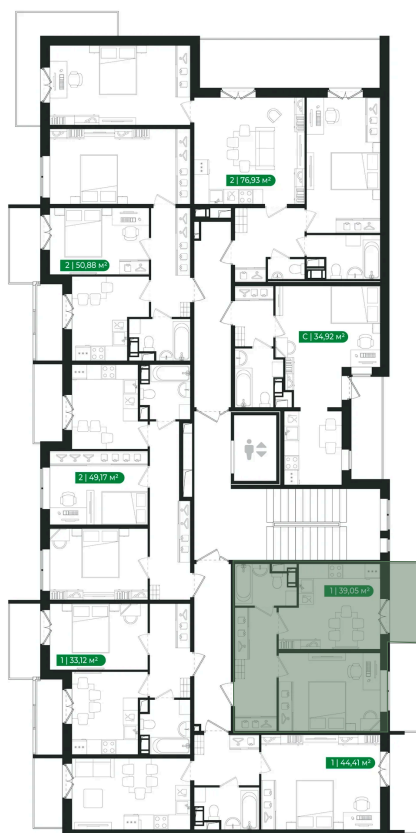 2 | 76,93 м²
2 | 50,88 м²
С | 34,92 м²
2 | 49,17 м²
1 | 39,05 м²
1 | 33,12 м²
1 | 44,41 м²